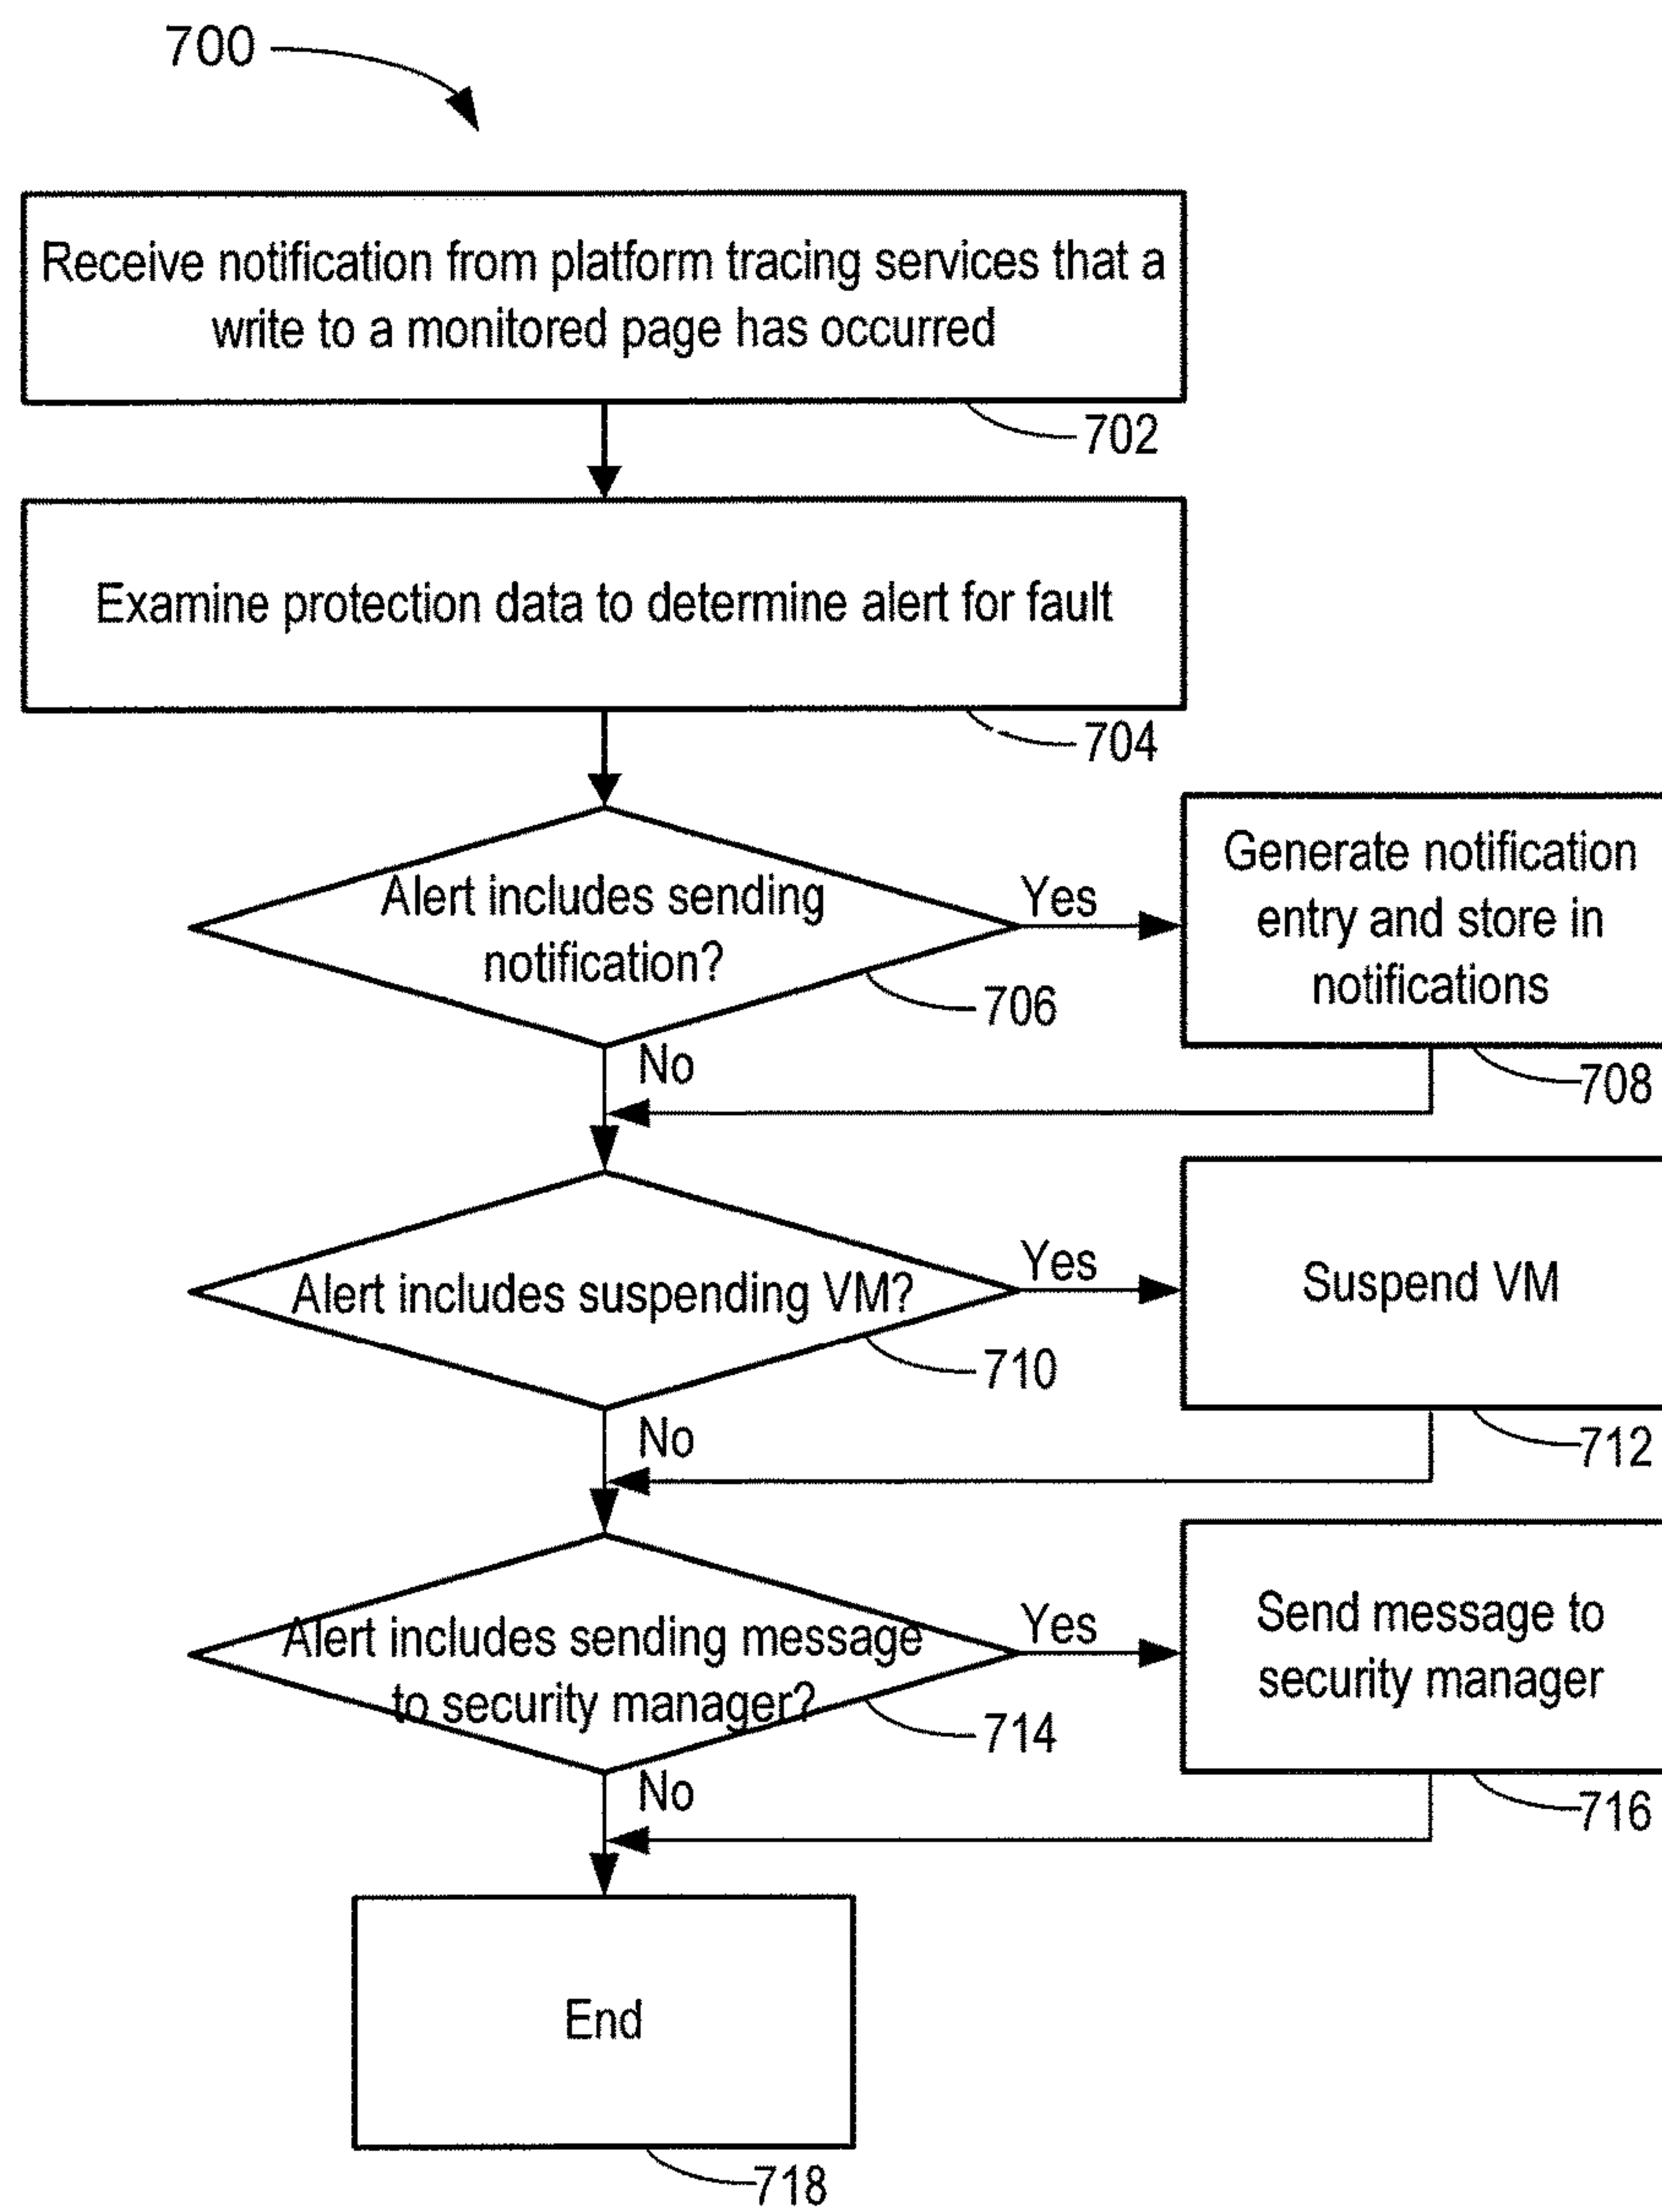 700
Receive notification from platform tracing services that a
write to a monitored page has occurred
702
Examine protection data to determine alert for fault
704
Alert includes sending
notification?
706
Yes
Generate notification
entry and store in
notifications
708
No
Alert includes suspending VM?
710
Yes
Suspend VM
712
No
Alert includes sending message
to security manager?
714
Yes
Send message to
security manager
716
No
End
718